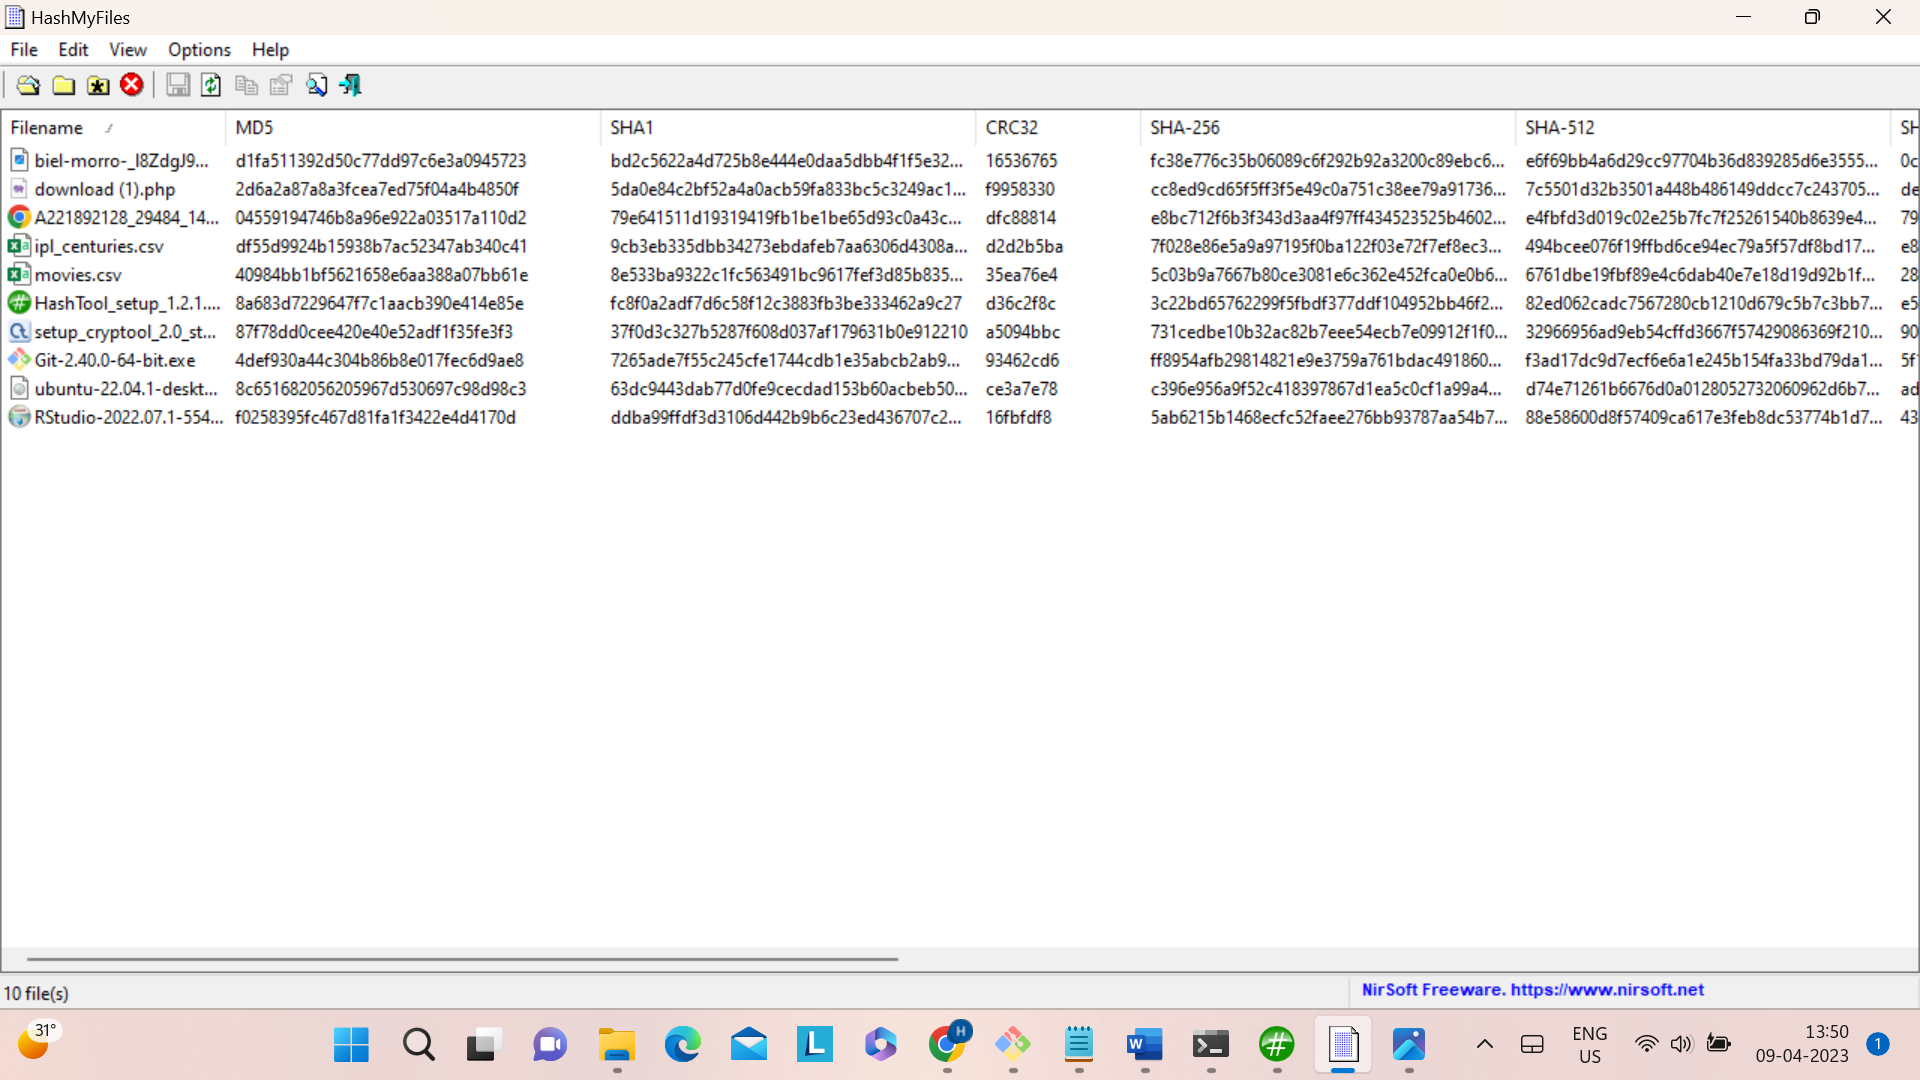 HashMyFiles
File Edit View Options Help
Filename MD5 SHA1 CRC32 SHA-256 SHA-512 SH
biel-morro-_I8ZdgJ9... d1fa511392d50c77dd97c6e3a0945723 bd2c5622a4d725b8e444e0daa5dbb4f1f5e32... 16536765 fc38e776c35b06089c6f292b92a3200c89ebc6... e6f69bb4a6d29cc97704b36d839285d6e3555... 0c
download (1).php 2d6a2a87a8a3fcea7ed75f04a4b4850f 5da0e84c2bf52a4a0acb59fa833bc5c3249ac1... f9958330 cc8ed9cd65f5ff3f5e49c0a751c38ee79a91736... 7c5501d32b3501a448b486149ddcc7c243705... de
A221892128_29484_14... 04559194746b8a96e922a03517a110d2 79e641511d19319419fb1be1be65d93c0a43c... dfc88814 e8bc712f6b3f343d3aa4f97ff434523525b4602... e4fbfd3d019c02e25b7fc7f25261540b8639e4... 79
ipl_centuries.csv df55d9924b15938b7ac52347ab340c41 9cb3eb335dbb34273ebdafeb7aa6306d4308a... d2d2b5ba 7f028e86e5a9a97195f0ba122f03e72f7ef8ec3... 494bcee076f19ffbd6ce94ec79a5f57df8bd17... e8
movies.csv 40984bb1bf5621658e6aa388a07bb61e 8e533ba9322c1fc563491bc9617fef3d85b835... 35ea76e4 5c03b9a7667b80ce3081e6c362e452fca0e0b6... 6761dbe19fbf89e4c6dab40e7e18d19d92b1f... 28
HashTool_setup_1.2.1.... 8a683d7229647f7c1aacb390e414e85e fc8f0a2adf7d6c58f12c3883fb3be333462a9c27 d36c2f8c 3c22bd65762299f5fbdf377ddf104952bb46f2... 82ed062cadc7567280cb1210d679c5b7c3bb7... e5
setup_cryptool_2.0_st... 87f78dd0cee420e40e52adf1f35fe3f3 37f0d3c327b5287f608d037af179631b0e912210 a5094bbc 731cedbe10b32ac82b7eee54ecb7e09912f1f0... 32966956ad9eb54cffd3667f57429086369f210... 90
Git-2.40.0-64-bit.exe 4def930a44c304b86b8e017fec6d9ae8 7265ade7f55c245cfe1744cdb1e35abcb2ab9... 93462cd6 ff8954afb29814821e9e3759a761bdac491860... f3ad17dc9d7ecf6e6a1e245b154fa33bd79da1... 5f
ubuntu-22.04.1-deskt... 8c651682056205967d530697c98d98c3 63dc9443dab77d0fe9cecdad153b60acbeb50... ce3a7e78 c396e956a9f52c418397867d1ea5c0cf1a99a4... d74e71261b6676d0a0128052732060962d6b7... ad
RStudio-2022.07.1-554... f0258395fc467d81fa1f3422e4d4170d ddba99ffdf3d3106d442b9b6c23ed436707c2... 16fbfdf8 5ab6215b1468ecfc52faee276bb93787aa54b7... 88e58600d8f57409ca617e3feb8dc53774b1d7... 43
10 file(s) NirSoft Freeware. https://www.nirsoft.net
31° H ENG 13:50 1
US 09-04-2023